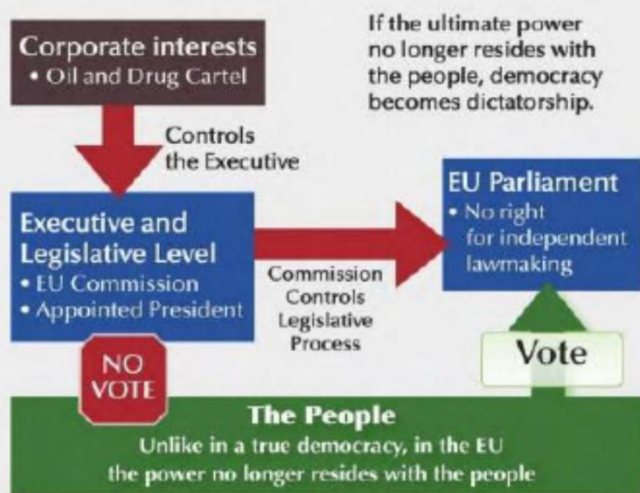 Corporate interests
• Oil and Drug Cartel
If the ultimate power
no longer resides with
the people, democracy
becomes dictatorship.
Controls
the Executive
Executive and
Legislative Level
• EU Commission
• Appointed President
Commission
Controls
Legislative
Process
EU Parliament
• No right
for independent
lawmaking
NO
VOTE
Vote
The People
Unlike in a true democracy, in the EU
the power no longer resides with the people